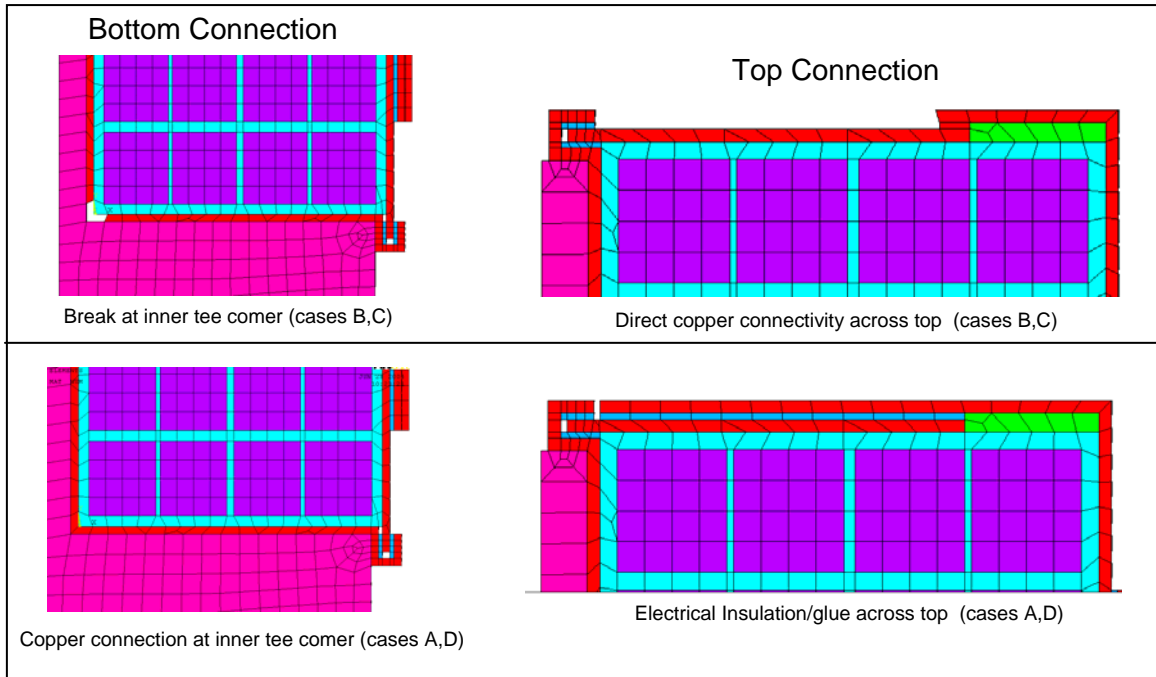 Bottom Connection
Top Connection
Break at inner tee corner (cases B,C)
Direct copper connectivity across top (cases B,C)
Copper connection at inner tee corner (cases A,D)
Electrical Insulation/glue across top (cases A,D)